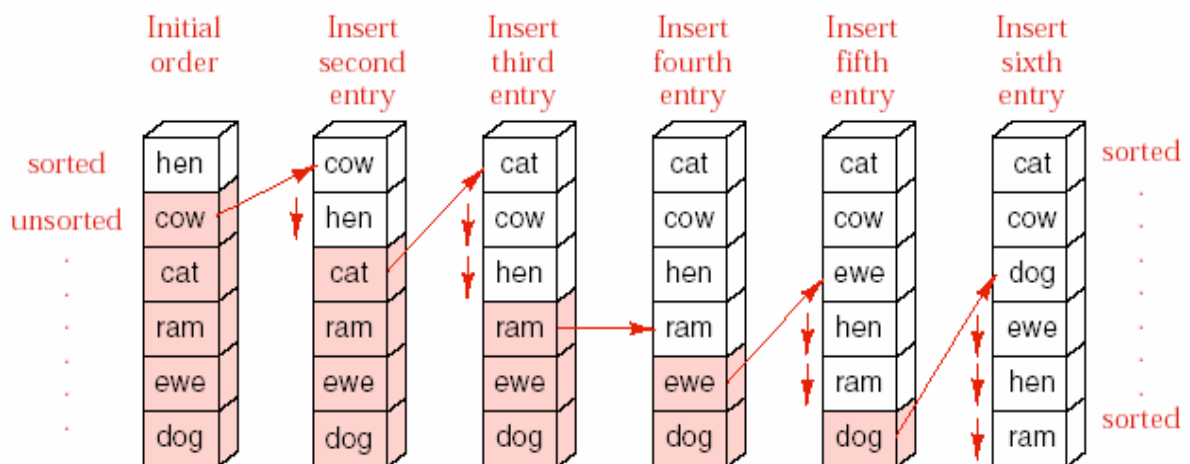 Initial Insert Insert Insert Insert Insert
order second third fourth fifth sixth
entry entry entry entry entry
sorted hen cow cat cat cat cat sorted
unsorted cow hen cow cow cow cow
cat cat hen hen ewe dog
ram ram ram ram hen ewe
ewe ewe ewe ewe ram hen
dog dog dog dog dog ram sorted